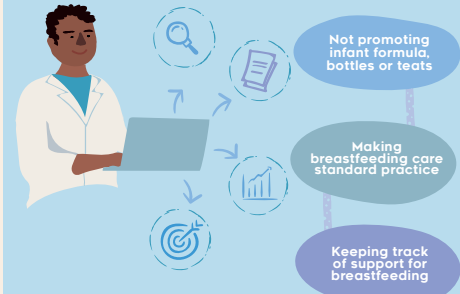 Not promoting
infant formula,
bottles or teats
Making
breastfeeding care
standard practice
Keeping track
of support for
breastfeeding